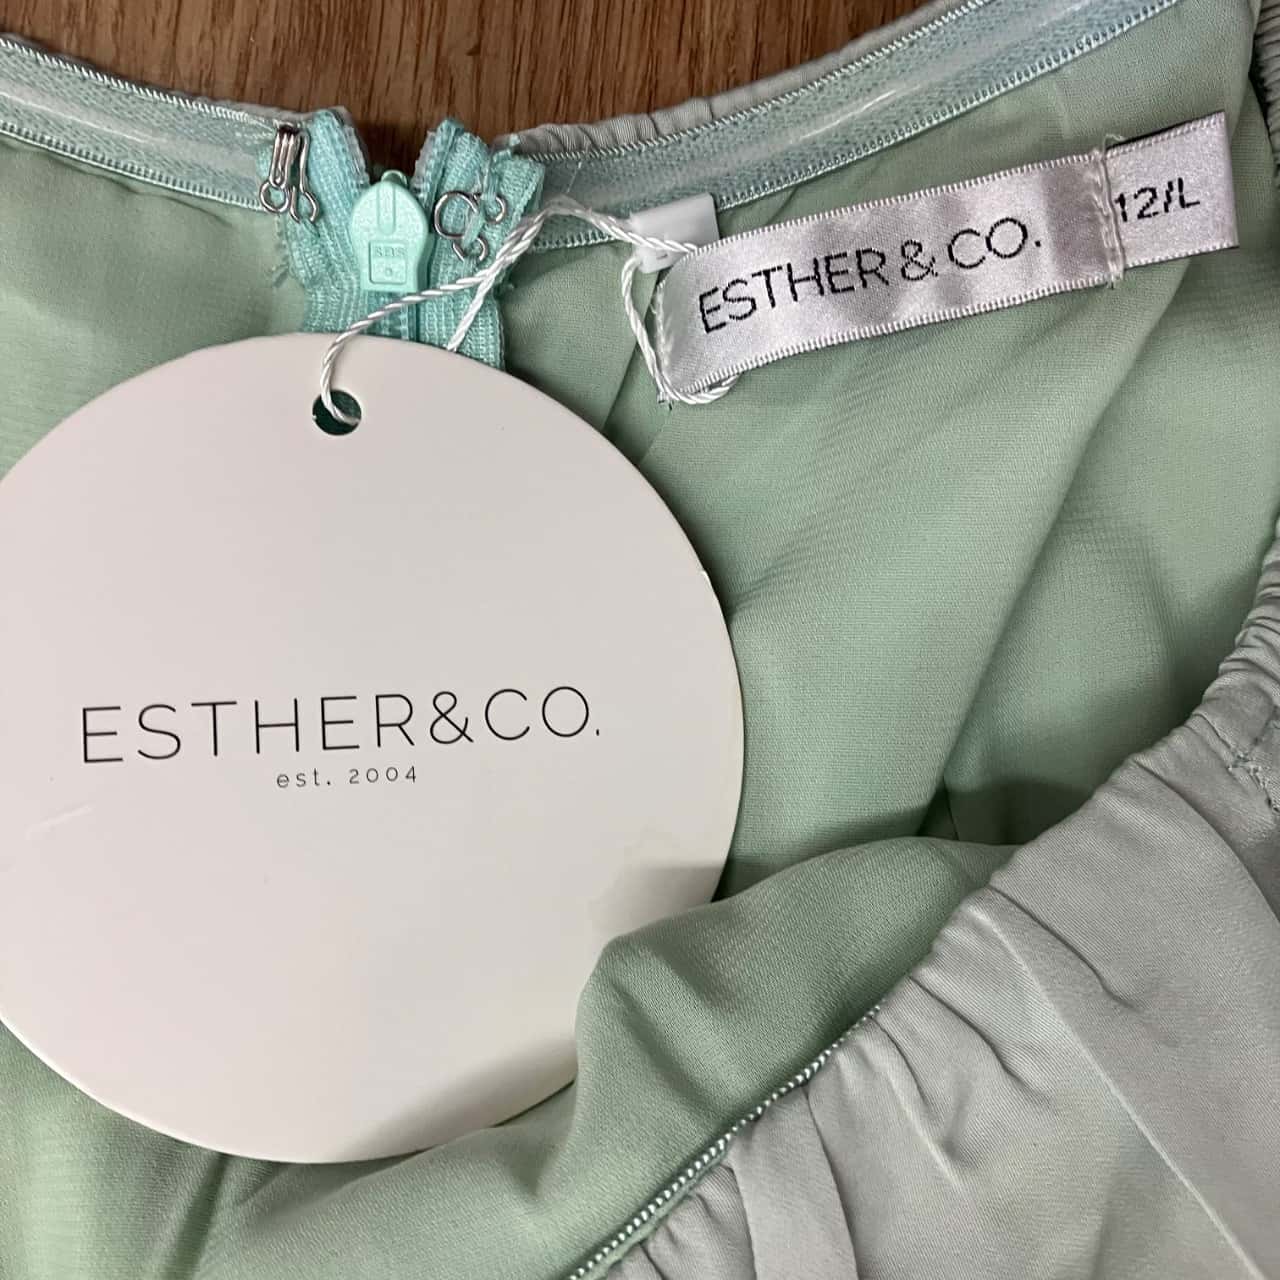 ESTHER & CO.
12/L
ESTHER&CO.
est. 2004